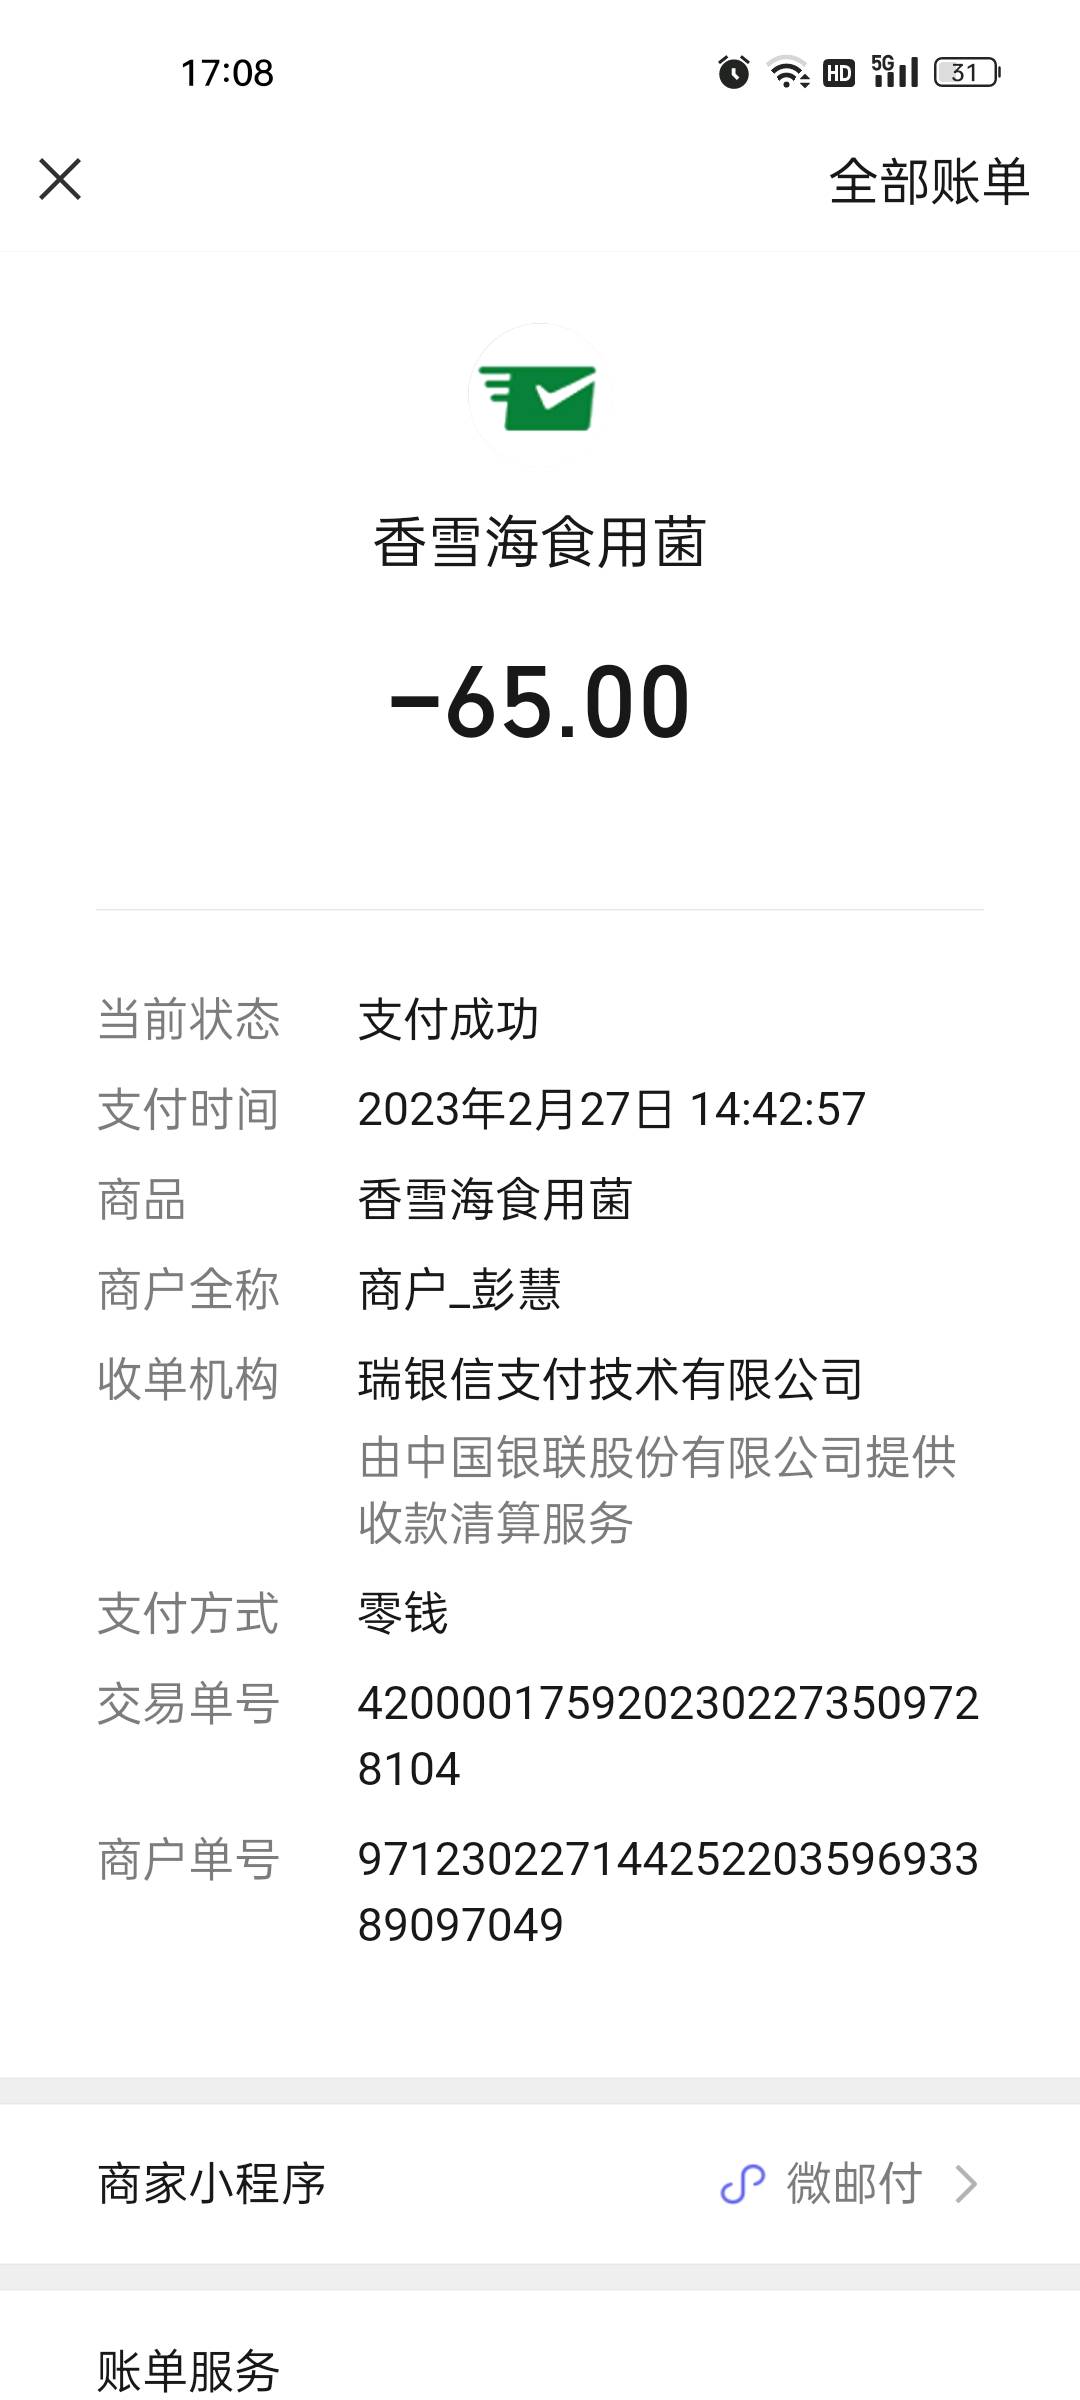 17:08
HD 5G 31
全部账单
香雪海食用菌
-65.00
当前状态 支付成功
支付时间 2023年2月27日 14:42:57
商品 香雪海食用菌
商户全称 商户_彭慧
收单机构 瑞银信支付技术有限公司
由中国银联股份有限公司提供
收款清算服务
支付方式 零钱
交易单号 420000175920230227350972
8104
商户单号 971230227144252203596933
89097049
商家小程序 微邮付
账单服务